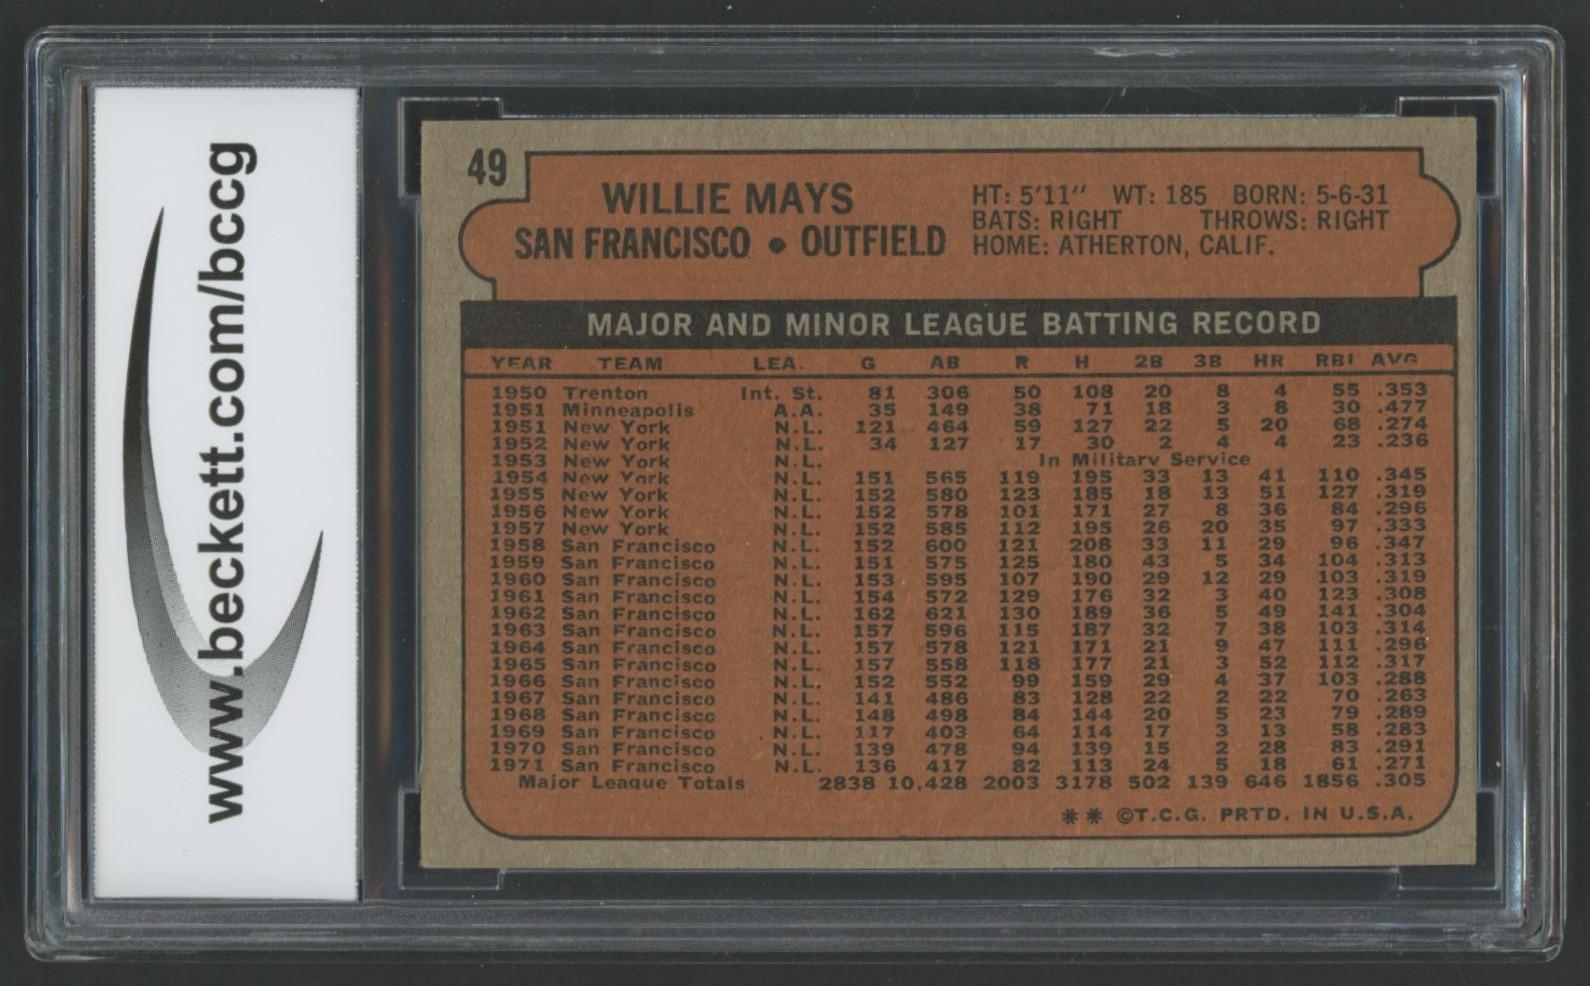 www.beckett.com/bccg
49
WILLIE MAYS
SAN FRANCISCO • OUTFIELD
HT: 5'11" WT: 185 BORN: 5-6-31
BATS: RIGHT THROWS: RIGHT
HOME: ATHERTON, CALIF.
MAJOR AND MINOR LEAGUE BATTING RECORD
YEAR TEAM LEA. G AB R H 2B 3B HR RBI AVG
1950 Trenton Int. St. 81 306 50 108 20 8 4 55 .353
1951 Minneapolis A.A. 35 149 38 71 18 3 8 30 .477
1951 New York N.L. 121 464 59 127 22 5 20 68 .274
1952 New York N.L. 34 127 17 30 2 4 4 23 .236
1953 New York N.L. In Military Service
1954 New York N.L. 151 565 119 195 33 13 41 110 .345
1955 New York N.L. 152 580 123 185 18 13 51 127 .319
1956 New York N.L. 152 578 101 171 27 8 36 84 .296
1957 New York N.L. 152 585 112 195 26 20 35 97 .333
1958 San Francisco N.L. 152 600 121 208 33 11 29 96 .347
1959 San Francisco N.L. 151 575 125 180 43 5 34 104 .313
1960 San Francisco N.L. 153 595 107 190 29 12 29 103 .319
1961 San Francisco N.L. 154 572 129 176 32 3 40 123 .308
1962 San Francisco N.L. 162 621 130 189 36 5 49 141 .304
1963 San Francisco N.L. 157 596 115 187 32 7 38 103 .314
1964 San Francisco N.L. 157 578 121 171 21 9 47 111 .296
1965 San Francisco N.L. 157 558 118 177 21 3 52 112 .317
1966 San Francisco N.L. 152 552 99 159 29 4 37 103 .288
1967 San Francisco N.L. 141 486 83 128 22 2 22 70 .263
1968 San Francisco N.L. 148 498 84 144 20 5 23 79 .289
1969 San Francisco N.L. 117 403 64 114 17 3 13 58 .283
1970 San Francisco N.L. 139 478 94 139 15 2 28 83 .291
1971 San Francisco N.L. 136 417 82 113 24 5 18 61 .271
Major League Totals 2838 10,428 2003 3178 502 139 646 1856 .305
** ©T.C.G. PRTD. IN U.S.A.